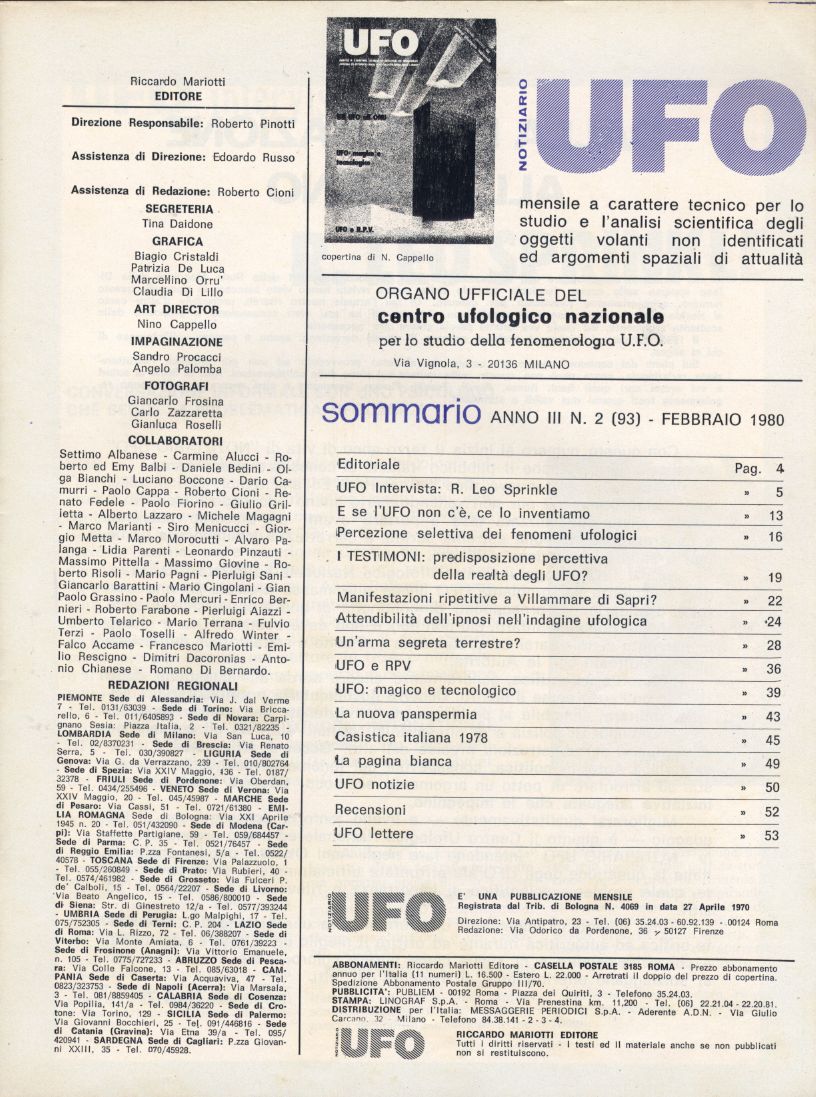 Riccardo Mariotti
EDITORE
Direzione Responsabile: Roberto Pinotti
Assistenza di Direzione: Edoardo Russo
Assistenza di Redazione: Roberto Cioni
SEGRETERIA
Tina Daidone
GRAFICA
Biagio Cristaldi
Patrizia De Luca
Marcellino Orru'
Claudia Di Lillo
ART DIRECTOR
Nino Cappello
IMPAGINAZIONE
Sandro Procacci
Angelo Palomba
FOTOGRAFI
Giancarlo Frosina
Carlo Zazzaretta
Gianluca Roselli
COLLABORATORI
Settimo Albanese - Carmine Alucci - Ro-
berto ed Emy Balbi - Daniele Bedini - Ol-
ga Bianchi - Luciano Boccone - Dario Ca-
murri - Paolo Cappa - Roberto Cioni - Re-
nato Fedele - Paolo Fiorino - Giulio Gril-
ietta - Alberto Lazzaro - Michele Magagni
- Marco Marianti - Siro Menicucci - Gior-
gio Metta - Marco Morocutti - Alvaro Pa-
langa - Lidia Parenti - Leonardo Pinzauti -
Massimo Pittella - Massimo Giovine - Ro-
berto Risoli - Mario Pagni - Pierluigi Sani -
Giancarlo Barattini - Mario Cingolani - Gian
Paolo Grassino - Paolo Mercuri - Enrico Ber-
nieri - Roberto Farabone - Pierluigi Aiazzi -
Umberto Telarico - Mario Terrana - Fulvio
Terzi - Paolo Toselli - Alfredo Winter -
Falco Accame - Francesco Mariotti - Emi-
lio Rescigno - Dimitri Dacoronias - Anto-
nio Chianese - Romano Di Bernardo.
REDAZIONI REGIONALI
PIEMONTE Sede di Alessandria: Via J. dal Verme
7 - Tel. 0131/63039 - Sede di Torino: Via Bricca-
rello, 6 - Tel. 011/6405893 - Sede di Novara: Carpi-
gnano Sesia: Piazza Italia, 2 - Tel. 0321/82235 -
LOMBARDIA Sede di Milano: Via San Luca, 10
- Tel. 02/8370231 - Sede di Brescia: Via Renato
Serra, 5 - Tel. 030/390827 - LIGURIA Sede di
Genova: Via G. da Verrazzano, 239 - Tel. 010/802764
- Sede di Spezia: Via XXIV Maggio, 436 - Tel. 0187/
32378 - FRIULI Sede di Pordenone: Via Oberdan,
59 - Tel. 0434/255496 - VENETO Sede di Verona: Via
XXIV Maggio, 20 - Tel. 045/45987 - MARCHE Sede
di Pesaro: Via Cassi, 51 - Tel. 0721/61380 - EMI-
LIA ROMAGNA Sede di Bologna: Via XXI Aprile
1945 n. 20 - Tel. 051/432090 - Sede di Modena (Car-
pi): Via Staffette Partigiane, 59 - Tel. 059/684457 -
Sede di Parma: C. P. 35 - Tel. 0521/76457 - Sede
di Reggio Emilia: P.zza Fontanesi, 5/a - Tel. 0522/
40578 - TOSCANA Sede di Firenze: Via Palazzuolo, 1
- Tel. 055/260849 - Sede di Prato: Via Rubieri, 40 -
Tel. 0574/461982 - Sede di Grosseto: Via Fulceri P.
de' Calboli, 15 - Tel. 0564/22207 - Sede di Livorno:
Via Beato Angelico, 15 - Tel. 0586/800010 - Sede
di Siena: Str. di Ginestreto 12/a - Tel. 0577/393244
- UMBRIA Sede di Perugia: L.go Malpighi, 17 - Tel.
075/752305 - Sede di Terni: C. P. 204 - LAZIO Sede
di Roma: Via L. Rizzo, 72 - Tel. 06/388207 - Sede di
Viterbo: Via Monte Amiata, 6 - Tel. 0761/39223 -
Sede di Frosinone (Anagni): Via Vittorio Emanuele,
n. 105 - Tel. 0775/727233 - ABRUZZO Sede di Pesca-
ra: Via Colle Falcone, 13 - Tel. 085/63018 - CAM-
PANIA Sede di Caserta: Via Acquaviva, 47 - Tel.
0823/323753 - Sede di Napoli (Acerra): Via Marsala,
3 - Tel. 081/8859405 - CALABRIA Sede di Cosenza:
Via Popilia, 141/a - Tel. 0984/36220 - Sede di Cro-
tone: Via Torino, 129 - SICILIA Sede di Palermo:
Via Giovanni Bocchieri, 25 - Tel. 091/446816 - Sede
di Catania (Gravina): Via Etna 39/a - Tel. 095/
420941 - SARDEGNA Sede di Cagliari: P.zza Giovan-
ni XXIII, 35 - Tel. 070/45928.
UFO
UFO: magico e
tecnologico
UFO e R.P.V.
copertina di N. Cappello
NOTIZIARIO
UFO
mensile a carattere tecnico per lo
studio e l'analisi scientifica degli
oggetti volanti non identificati
ed argomenti spaziali di attualità
ORGANO UFFICIALE DEL
centro ufologico nazionale
per lo studio della fenomenologia U.F.O.
Via Vignola, 3 - 20136 MILANO
sommario ANNO III N. 2 (93) - FEBBRAIO 1980
Editoriale Pag. 4
UFO Intervista: R. Leo Sprinkle » 5
E se l'UFO non c'è, ce lo inventiamo » 13
Percezione selettiva dei fenomeni ufologici » 16
I TESTIMONI: predisposizione percettiva
della realtà degli UFO? » 19
Manifestazioni ripetitive a Villammare di Sapri? » 22
Attendibilità dell'ipnosi nell'indagine ufologica » 24
Un'arma segreta terrestre? » 28
UFO e RPV » 36
UFO: magico e tecnologico » 39
La nuova panspermia » 43
Casistica italiana 1978 » 45
La pagina bianca » 49
UFO notizie » 50
Recensioni » 52
UFO lettere » 53
NOTIZIARIO
UFO
E' UNA PUBBLICAZIONE MENSILE
Registrata dal Trib. di Bologna N. 4069 in data 27 Aprile 1970
Direzione: Via Antipatro, 23 - Tel. (06) 35.24.03 - 60.92.139 - 00124 Roma
Redazione: Via Odorico da Pordenone, 36 - 50127 Firenze
ABBONAMENTI: Riccardo Mariotti Editore - CASELLA POSTALE 3185 ROMA - Prezzo abbonamento
annuo per l'Italia (11 numeri) L. 16.500 - Estero L. 22.000 - Arretrati il doppio del prezzo di copertina.
Spedizione Abbonamento Postale Gruppo III/70.
PUBBLICITA': PUBLIEM - 00192 Roma - Piazza dei Quiriti, 3 - Telefono 35.24.03.
STAMPA: LINOGRAF S.p.A. - Roma - Via Prenestina km. 11,200 - Tel. (06) 22.21.04 - 22.20.81.
DISTRIBUZIONE per l'Italia: MESSAGGERIE PERIODICI S.p.A. - Aderente A.D.N. - Via Giulio
Carcano, 32 - Milano - Telefono 84.38.141 - 2 - 3 - 4.
NOTIZIARIO
UFO
RICCARDO MARIOTTI EDITORE
Tutti i diritti riservati - I testi ed il materiale anche se non pubblicati
non si restituiscono.